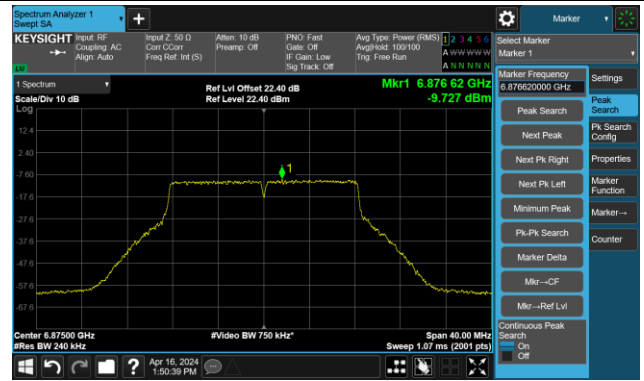 Spectrum Analyzer 1
Swept SA
Marker
KEYSIGHT
Input: RF
Coupling: AC
Align: Auto
Input Z: 50 Ω
Corr CCorr
Freq Ref: Int (S)
Atten: 10 dB
Preamp: Off
PNO: Fast
Gate: Off
IF Gain: Low
Sig Track: Off
Avg Type: Power (RMS)
Avg|Hold: 100/100
Trig: Free Run
1 2 3 4 5 6
A W W W W W
A N N N N N
LXI
Select Marker
Marker 1
1 Spectrum
Scale/Div 10 dB
Log
Ref Lvl Offset 22.40 dB
Ref Level 22.40 dBm
Mkr1 6.876 62 GHz
-9.727 dBm
12.4
2.40
-7.60
-17.6
-27.6
-37.6
-47.6
-57.6
-67.6
1
Center 6.87500 GHz
#Res BW 240 kHz
#Video BW 750 kHz*
Span 40.00 MHz
Sweep 1.07 ms (2001 pts)
Marker Frequency
6.876620000 GHz
Peak Search
Next Peak
Next Pk Right
Next Pk Left
Minimum Peak
Pk-Pk Search
Marker Delta
Mkr→CF
Mkr→Ref Lvl
Continuous Peak
Search
On
Off
Settings
Peak
Search
Pk Search
Config
Properties
Marker
Function
Marker→
Counter
?
Apr 16, 2024
1:50:39 PM